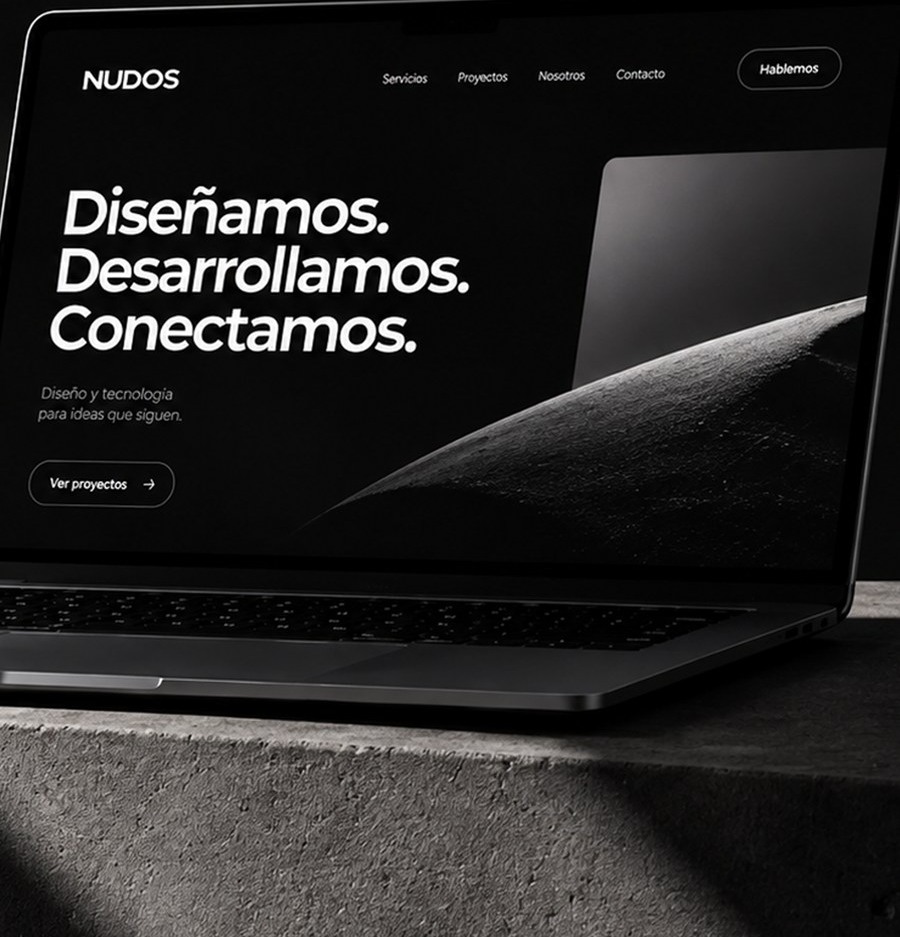 NUDOS
Servicios Proyectos Nosotros Contacto
Hablemos
Diseñamos.
Desarrollamos.
Conectamos.
Diseño y tecnología
para ideas que siguen.
Ver proyectos →